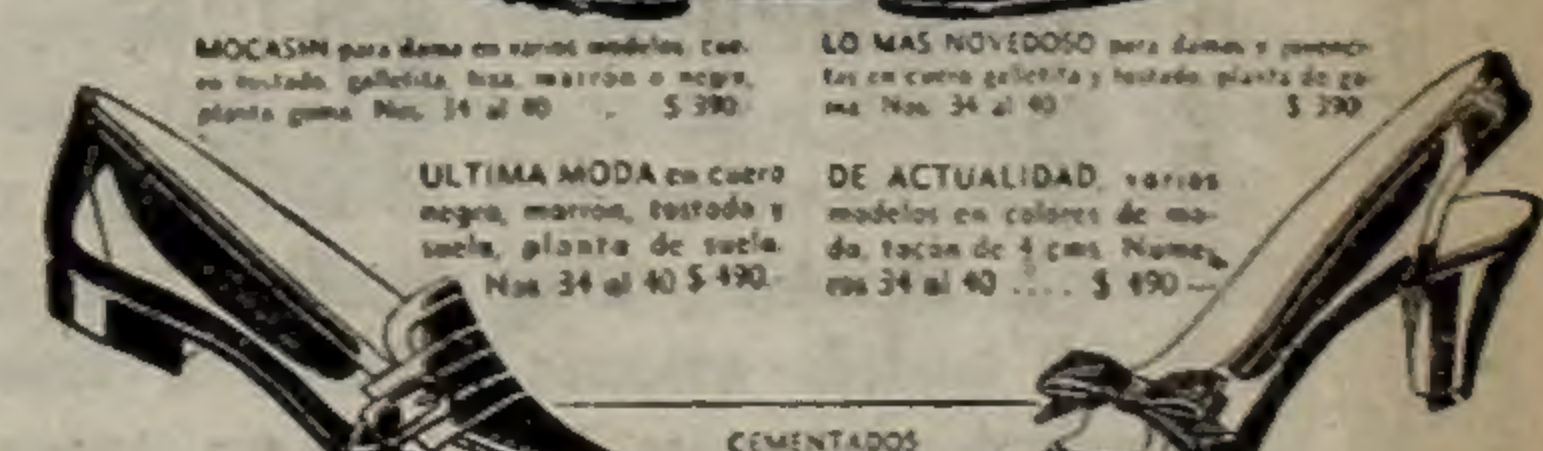 MOCASIN para dama en varios modelos, cue-
ro tostado, galletita, lisa, marrón o negro,
planta goma. Nos. 34 al 40 . $ 390.-
LO MAS NOVEDOSO para damas y jovenci-
tas en cuero galletita y tostado, planta de go-
ma. Nos. 34 al 40 $ 390.
ULTIMA MODA en cuero
negro, marrón, tostado y
suela, planta de suela.
Nos. 34 al 40 $ 490.-
DE ACTUALIDAD, varios
modelos en colores de mo-
da, tacón de 4 cms. Nume-
ros 34 al 40 .... $ 490.—
CEMENTADOS